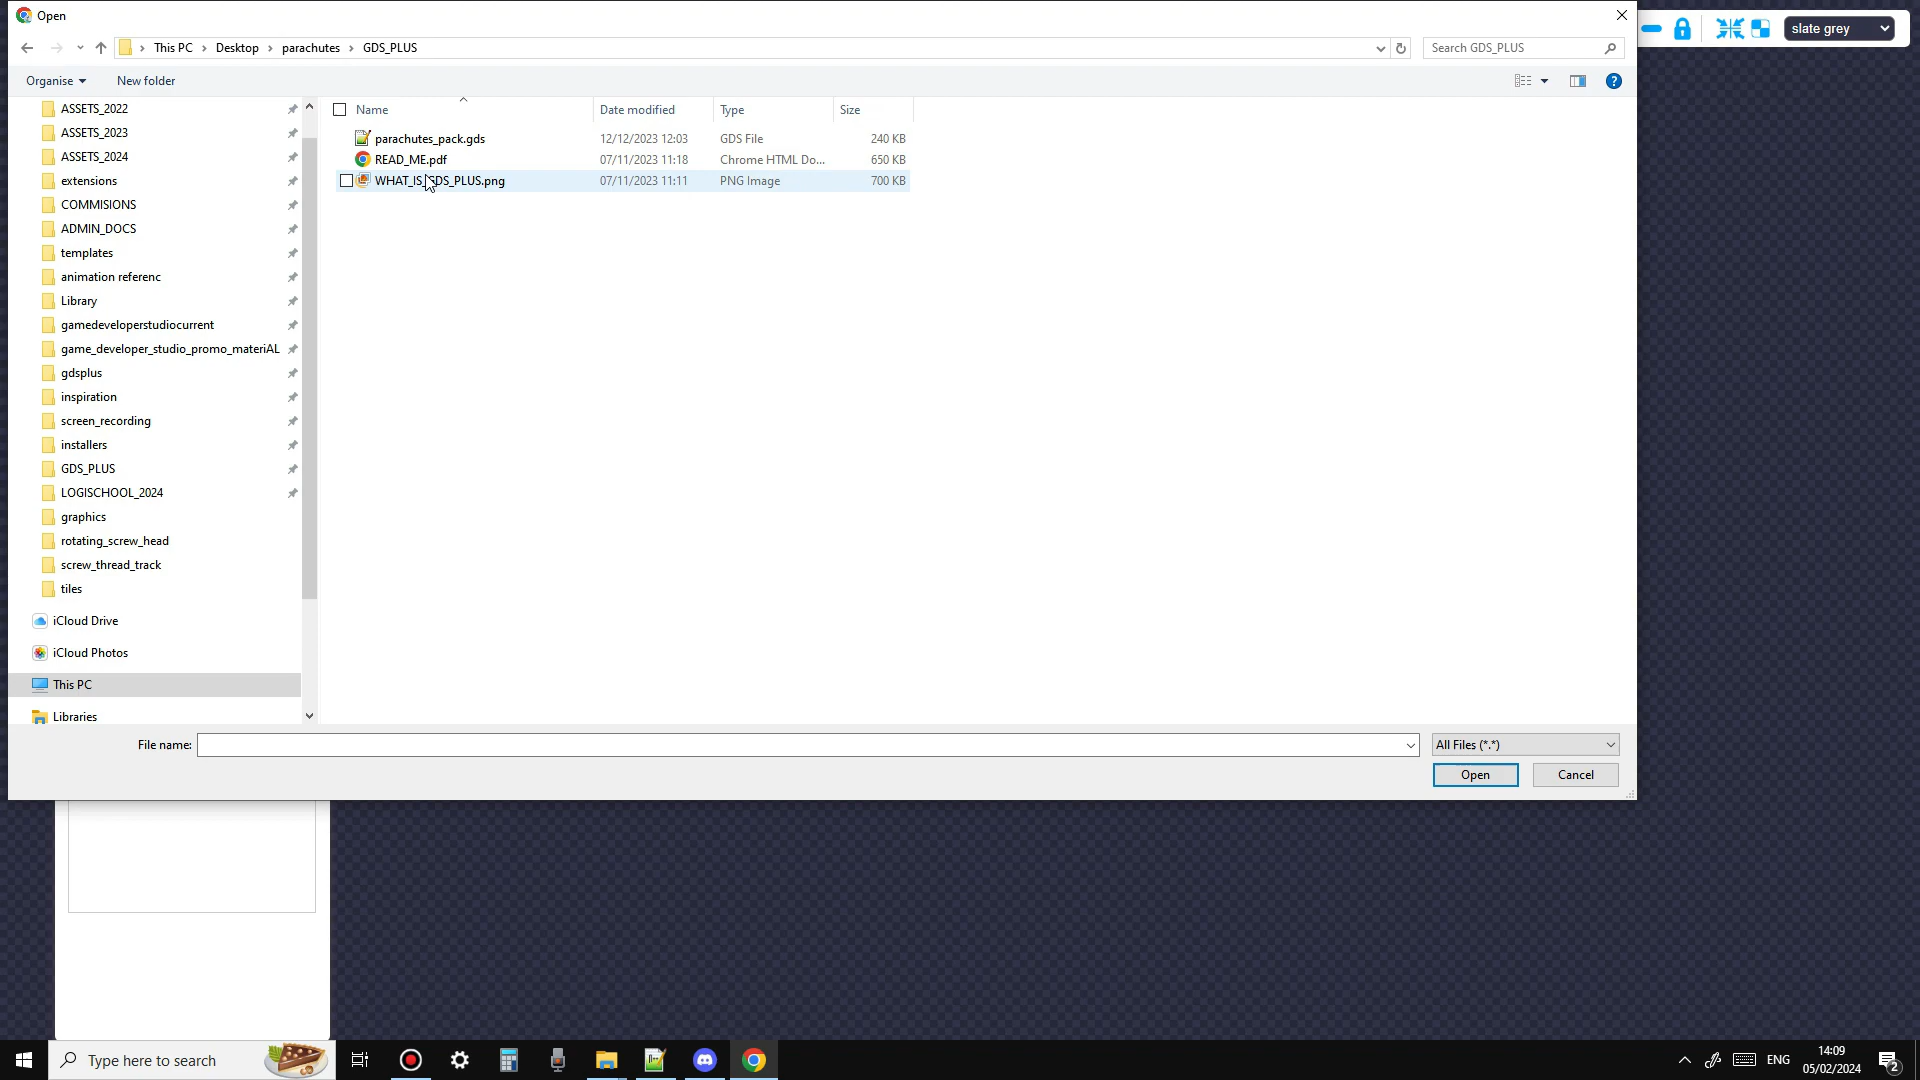 Open
slate grey
This PC > Desktop > parachutes > GDS_PLUS
Search GDS_PLUS
Organise
New folder
Name
Date modified
Type
Size
parachutes_pack.gds 12/12/2023 12:03 GDS File 240 KB
READ_ME.pdf 07/11/2023 11:18 Chrome HTML Do... 650 KB
WHAT_IS_GDS_PLUS.png 07/11/2023 11:11 PNG Image 700 KB
ASSETS_2022
ASSETS_2023
ASSETS_2024
extensions
COMMISIONS
ADMIN_DOCS
templates
animation referenc
Library
gamedeveloperstudiocurrent
game_developer_studio_promo_materiAL
gdsplus
inspiration
screen_recording
installers
GDS_PLUS
LOGISCHOOL_2024
graphics
rotating_screw_head
screw_thread_track
tiles
iCloud Drive
iCloud Photos
This PC
Libraries
File name:
All Files (*.*)
Open
Cancel
Type here to search
ENG
14:09
05/02/2024
2